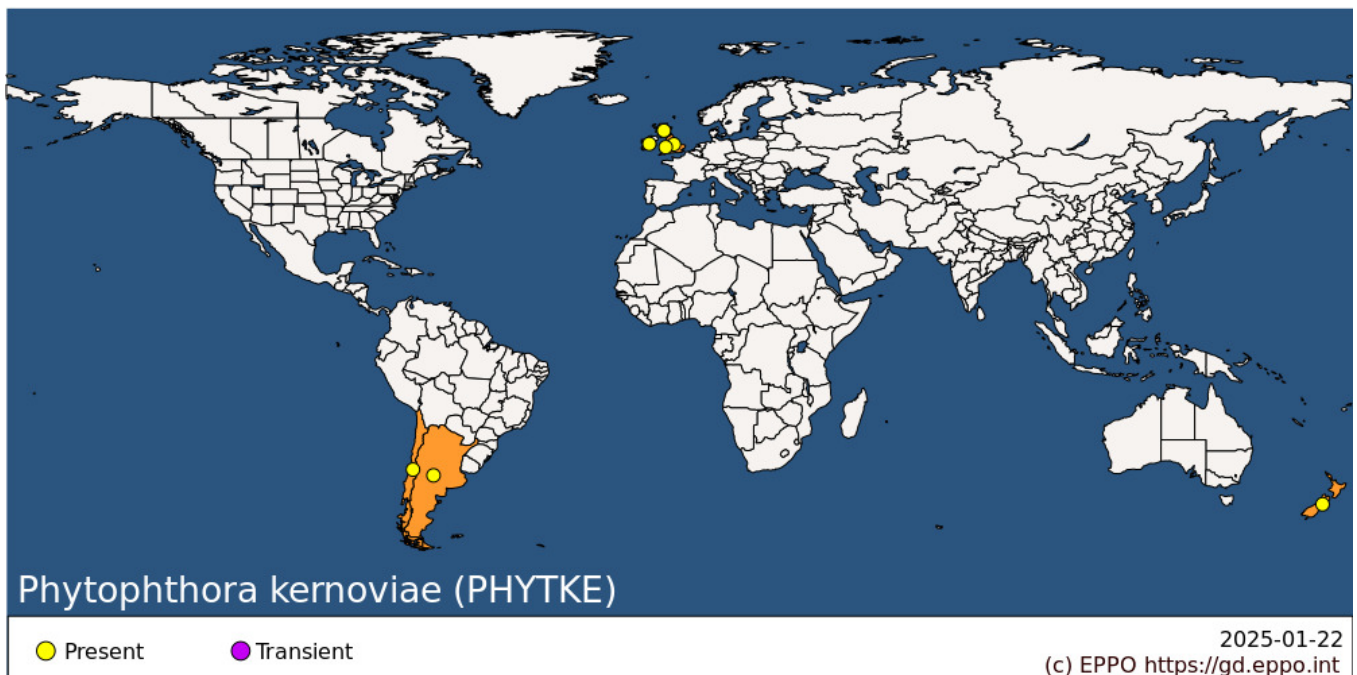 Phytophthora kernoviae (PHYTKE)
Present
Transient
2025-01-22
(c) EPPO https://gd.eppo.int